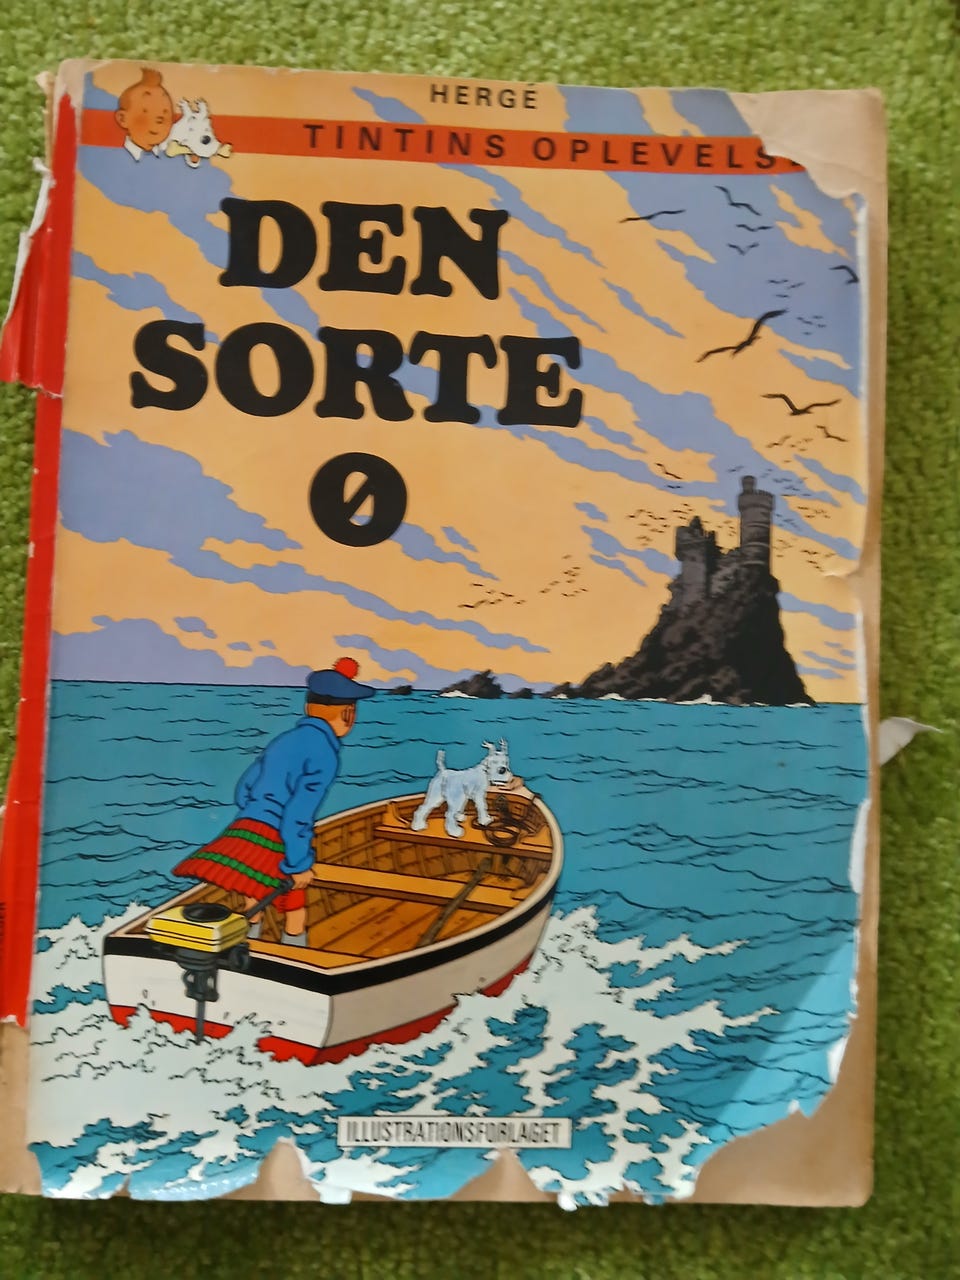 HERGÉ
TINTINS OPLEVELS
DEN
SORTE
Ø
ILLUSTRATIONSFORLAGET